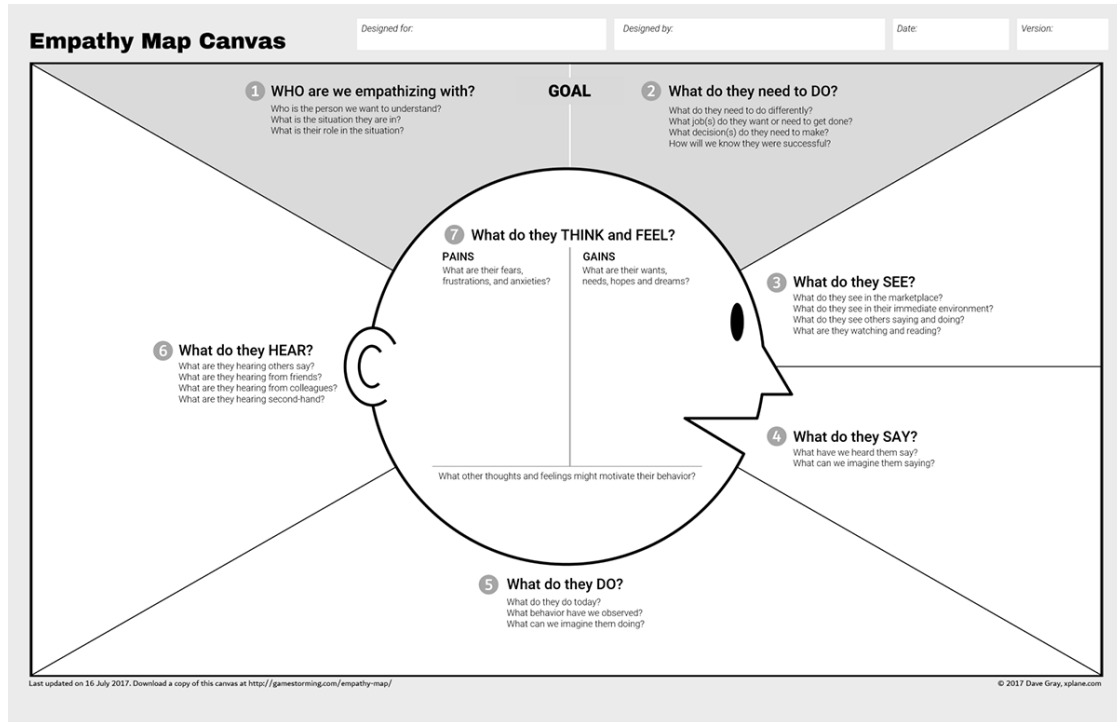 Empathy Map Canvas
Designed for:
Designed by:
Date:
Version:
1 WHO are we empathizing with?
Who is the person we want to understand?
What is the situation they are in?
What is their role in the situation?
GOAL
2 What do they need to DO?
What do they need to do differently?
What job(s) do they want or need to get done?
What decision(s) do they need to make?
How will we know they were successful?
7 What do they THINK and FEEL?
PAINS
What are their fears,
frustrations, and anxieties?
GAINS
What are their wants,
needs, hopes and dreams?
What other thoughts and feelings might motivate their behavior?
3 What do they SEE?
What do they see in the marketplace?
What do they see in their immediate environment?
What do they see others saying and doing?
What are they watching and reading?
4 What do they SAY?
What have we heard them say?
What can we imagine them saying?
5 What do they DO?
What do they do today?
What behavior have we observed?
What can we imagine them doing?
6 What do they HEAR?
What are they hearing others say?
What are they hearing from friends?
What are they hearing from colleagues?
What are they hearing second-hand?
Last updated on 16 July 2017. Download a copy of this canvas at http://gamestorming.com/empathy-map/
© 2017 Dave Gray, xplane.com